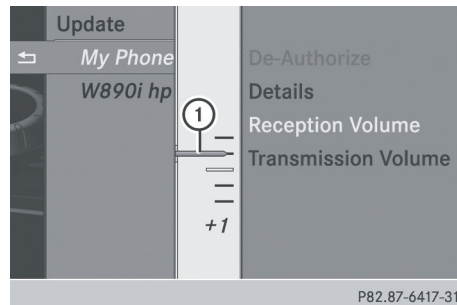 Update
My Phone
W890i hp
1
+1
De-Authorize
Details
Reception Volume
Transmission Volume
P82.87-6417-31